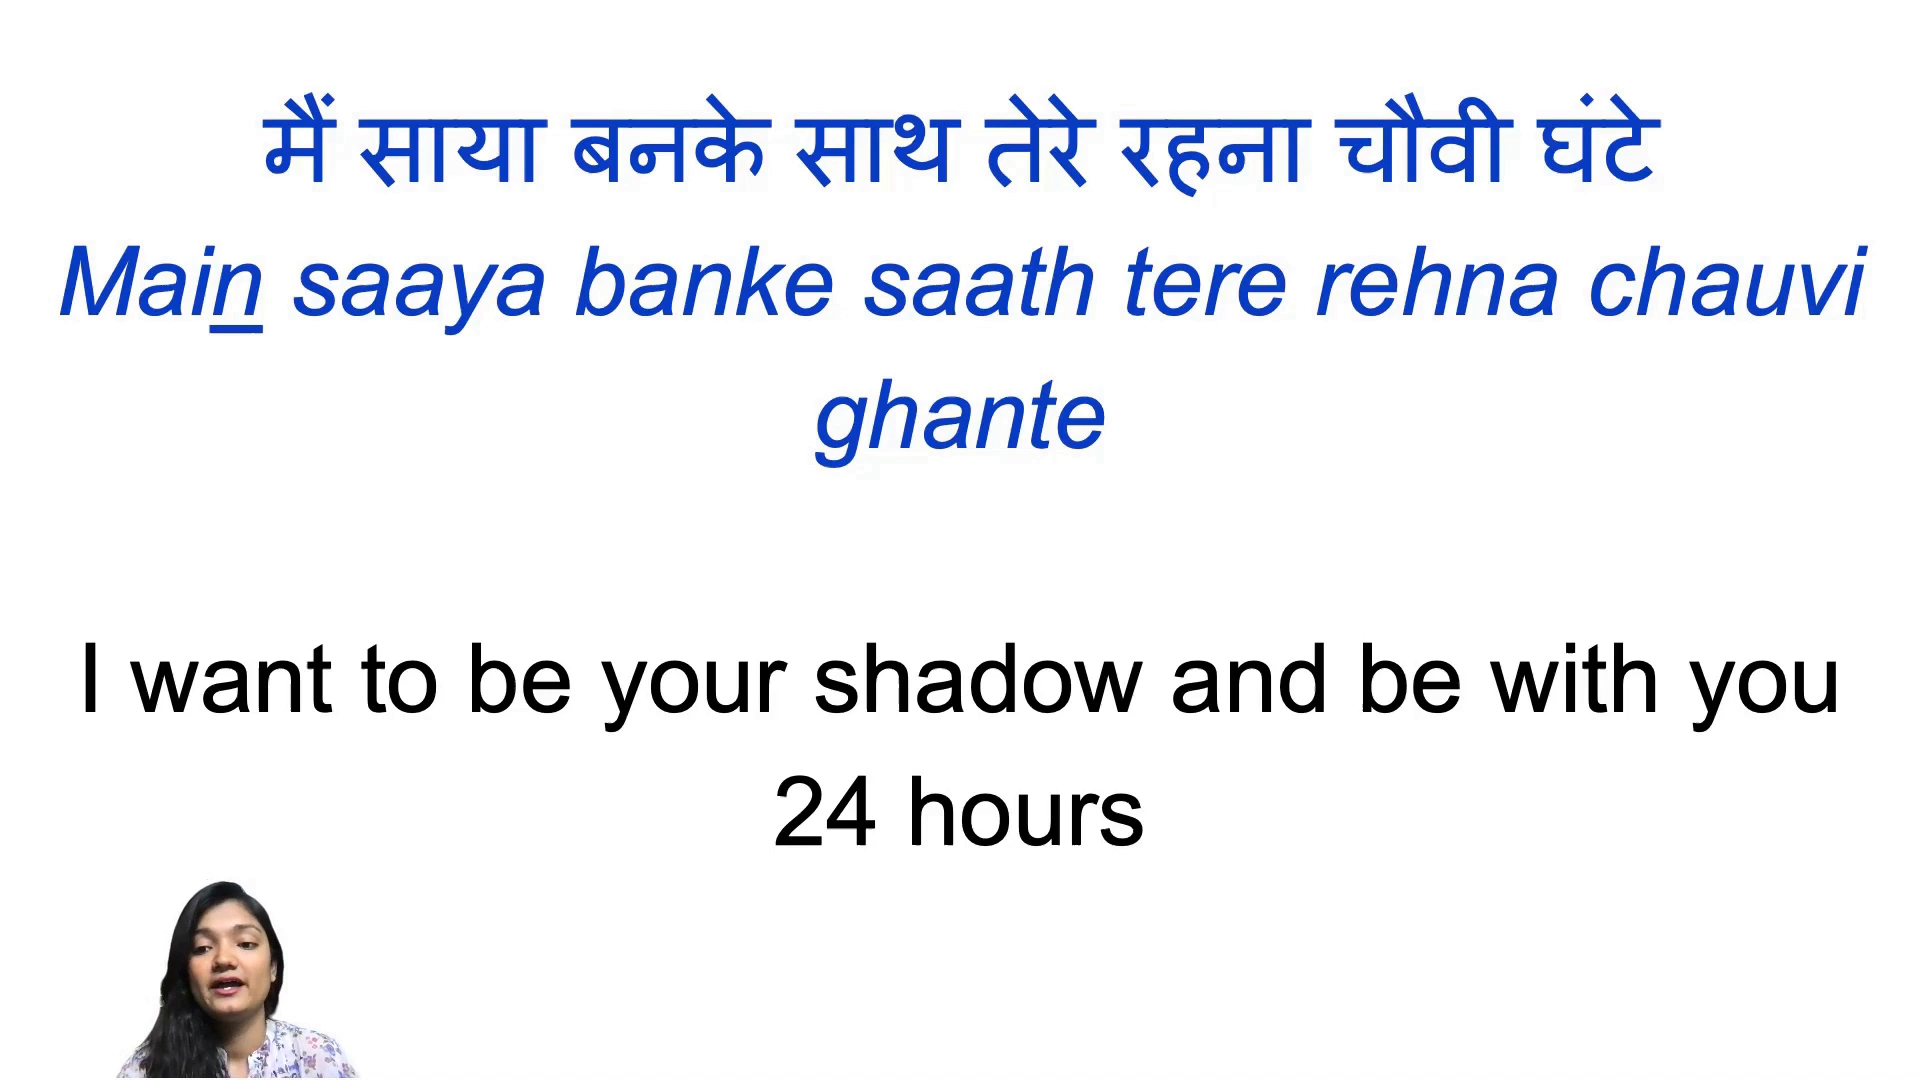 मैं साया बनके साथ तेरे रहना चौवी घंटे
Main saaya banke saath tere rehna chauvi
ghante
I want to be your shadow and be with you
24 hours